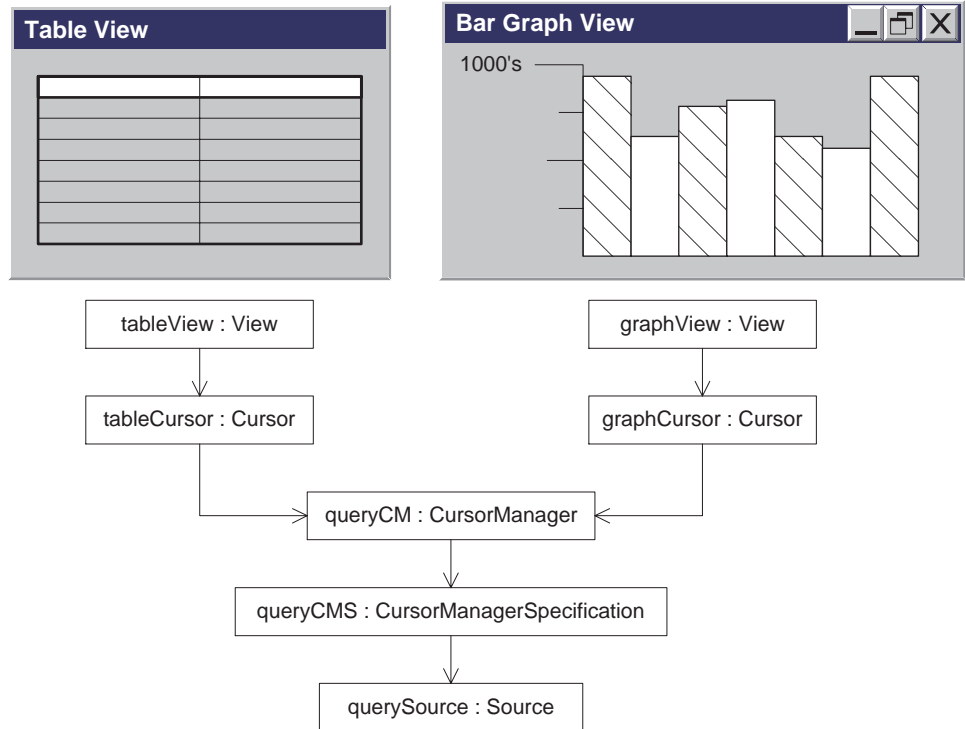 Table View
Bar Graph View
1000's
tableView : View
graphView : View
tableCursor : Cursor
graphCursor : Cursor
queryCM : CursorManager
queryCMS : CursorManagerSpecification
querySource : Source